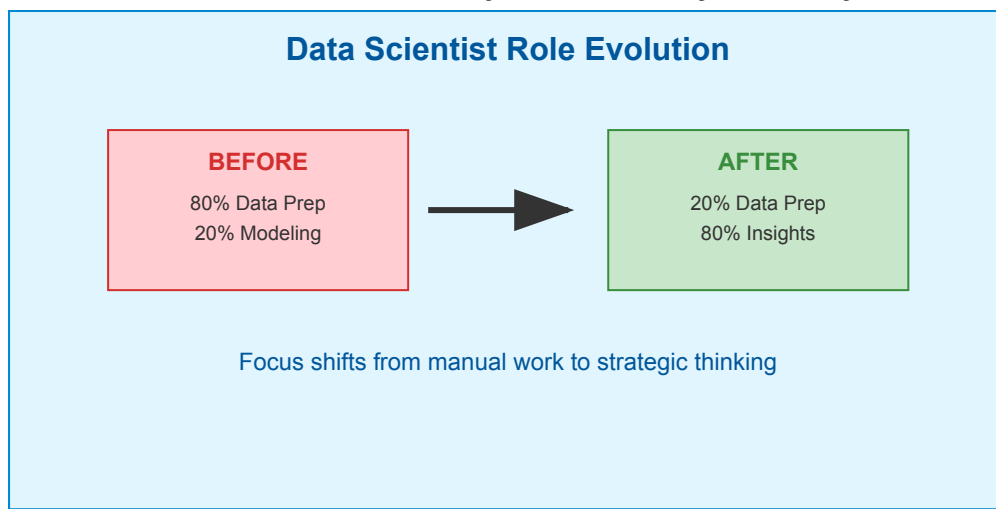 Data Scientist Role Evolution
BEFORE
80% Data Prep
20% Modeling
AFTER
20% Data Prep
80% Insights
Focus shifts from manual work to strategic thinking